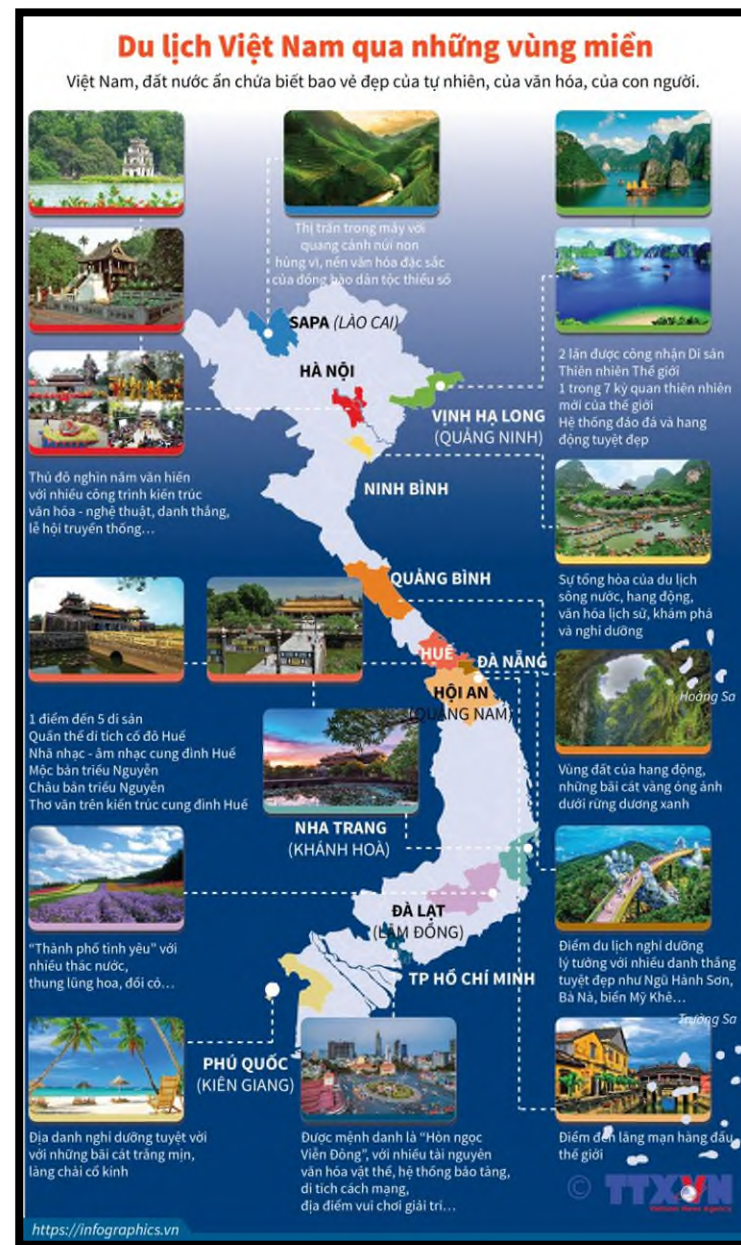 Du lịch Việt Nam qua những vùng miền
Việt Nam, đất nước ẩn chứa biết bao vẻ đẹp của tự nhiên, của văn hóa, của con người.
Thị trấn trong mây với
quang cảnh núi non
hùng vĩ, nền văn hóa đặc sắc
của đồng bào dân tộc thiểu số
SAPA (LÀO CAI)
HÀ NỘI
2 lần được công nhận Di sản
Thiên nhiên Thế giới
1 trong 7 kỳ quan thiên nhiên
mới của thế giới
Hệ thống đảo đá và hang
động tuyệt đẹp
VỊNH HẠ LONG
(QUẢNG NINH)
Thủ đô nghìn năm văn hiến
với nhiều công trình kiến trúc
văn hóa - nghệ thuật, danh thắng,
lễ hội truyền thống...
NINH BÌNH
Sự tổng hòa của du lịch
sông nước, hang động,
văn hóa lịch sử, khám phá
và nghỉ dưỡng
QUẢNG BÌNH
HUẾ
ĐÀ NẴNG
HỘI AN
(QUẢNG NAM)
Hoàng Sa
1 điểm đến 5 di sản
Quần thể di tích cố đô Huế
Nhã nhạc - âm nhạc cung đình Huế
Mộc bản triều Nguyễn
Châu bản triều Nguyễn
Thơ văn trên kiến trúc cung đình Huế
Vùng đất của hang động,
những bãi cát vàng óng ánh
dưới rừng dương xanh
NHA TRANG
(KHÁNH HOÀ)
ĐÀ LẠT
(LÂM ĐỒNG)
"Thành phố tình yêu" với
nhiều thác nước,
thung lũng hoa, đồi cỏ...
TP HỒ CHÍ MINH
Điểm du lịch nghỉ dưỡng
lý tưởng với nhiều danh thắng
tuyệt đẹp như Ngũ Hành Sơn,
Bà Nà, biển Mỹ Khê...
Trường Sa
PHÚ QUỐC
(KIÊN GIANG)
Địa danh nghỉ dưỡng tuyệt vời
với những bãi cát trắng mịn,
làng chài cổ kính
Được mệnh danh là "Hòn ngọc
Viễn Đông", với nhiều tài nguyên
văn hóa vật thể, hệ thống bảo tàng,
di tích cách mạng,
địa điểm vui chơi giải trí...
Điểm đến lãng mạn hàng đầu
thế giới
© TTXVN
Vietnam News Agency
https://infographics.vn